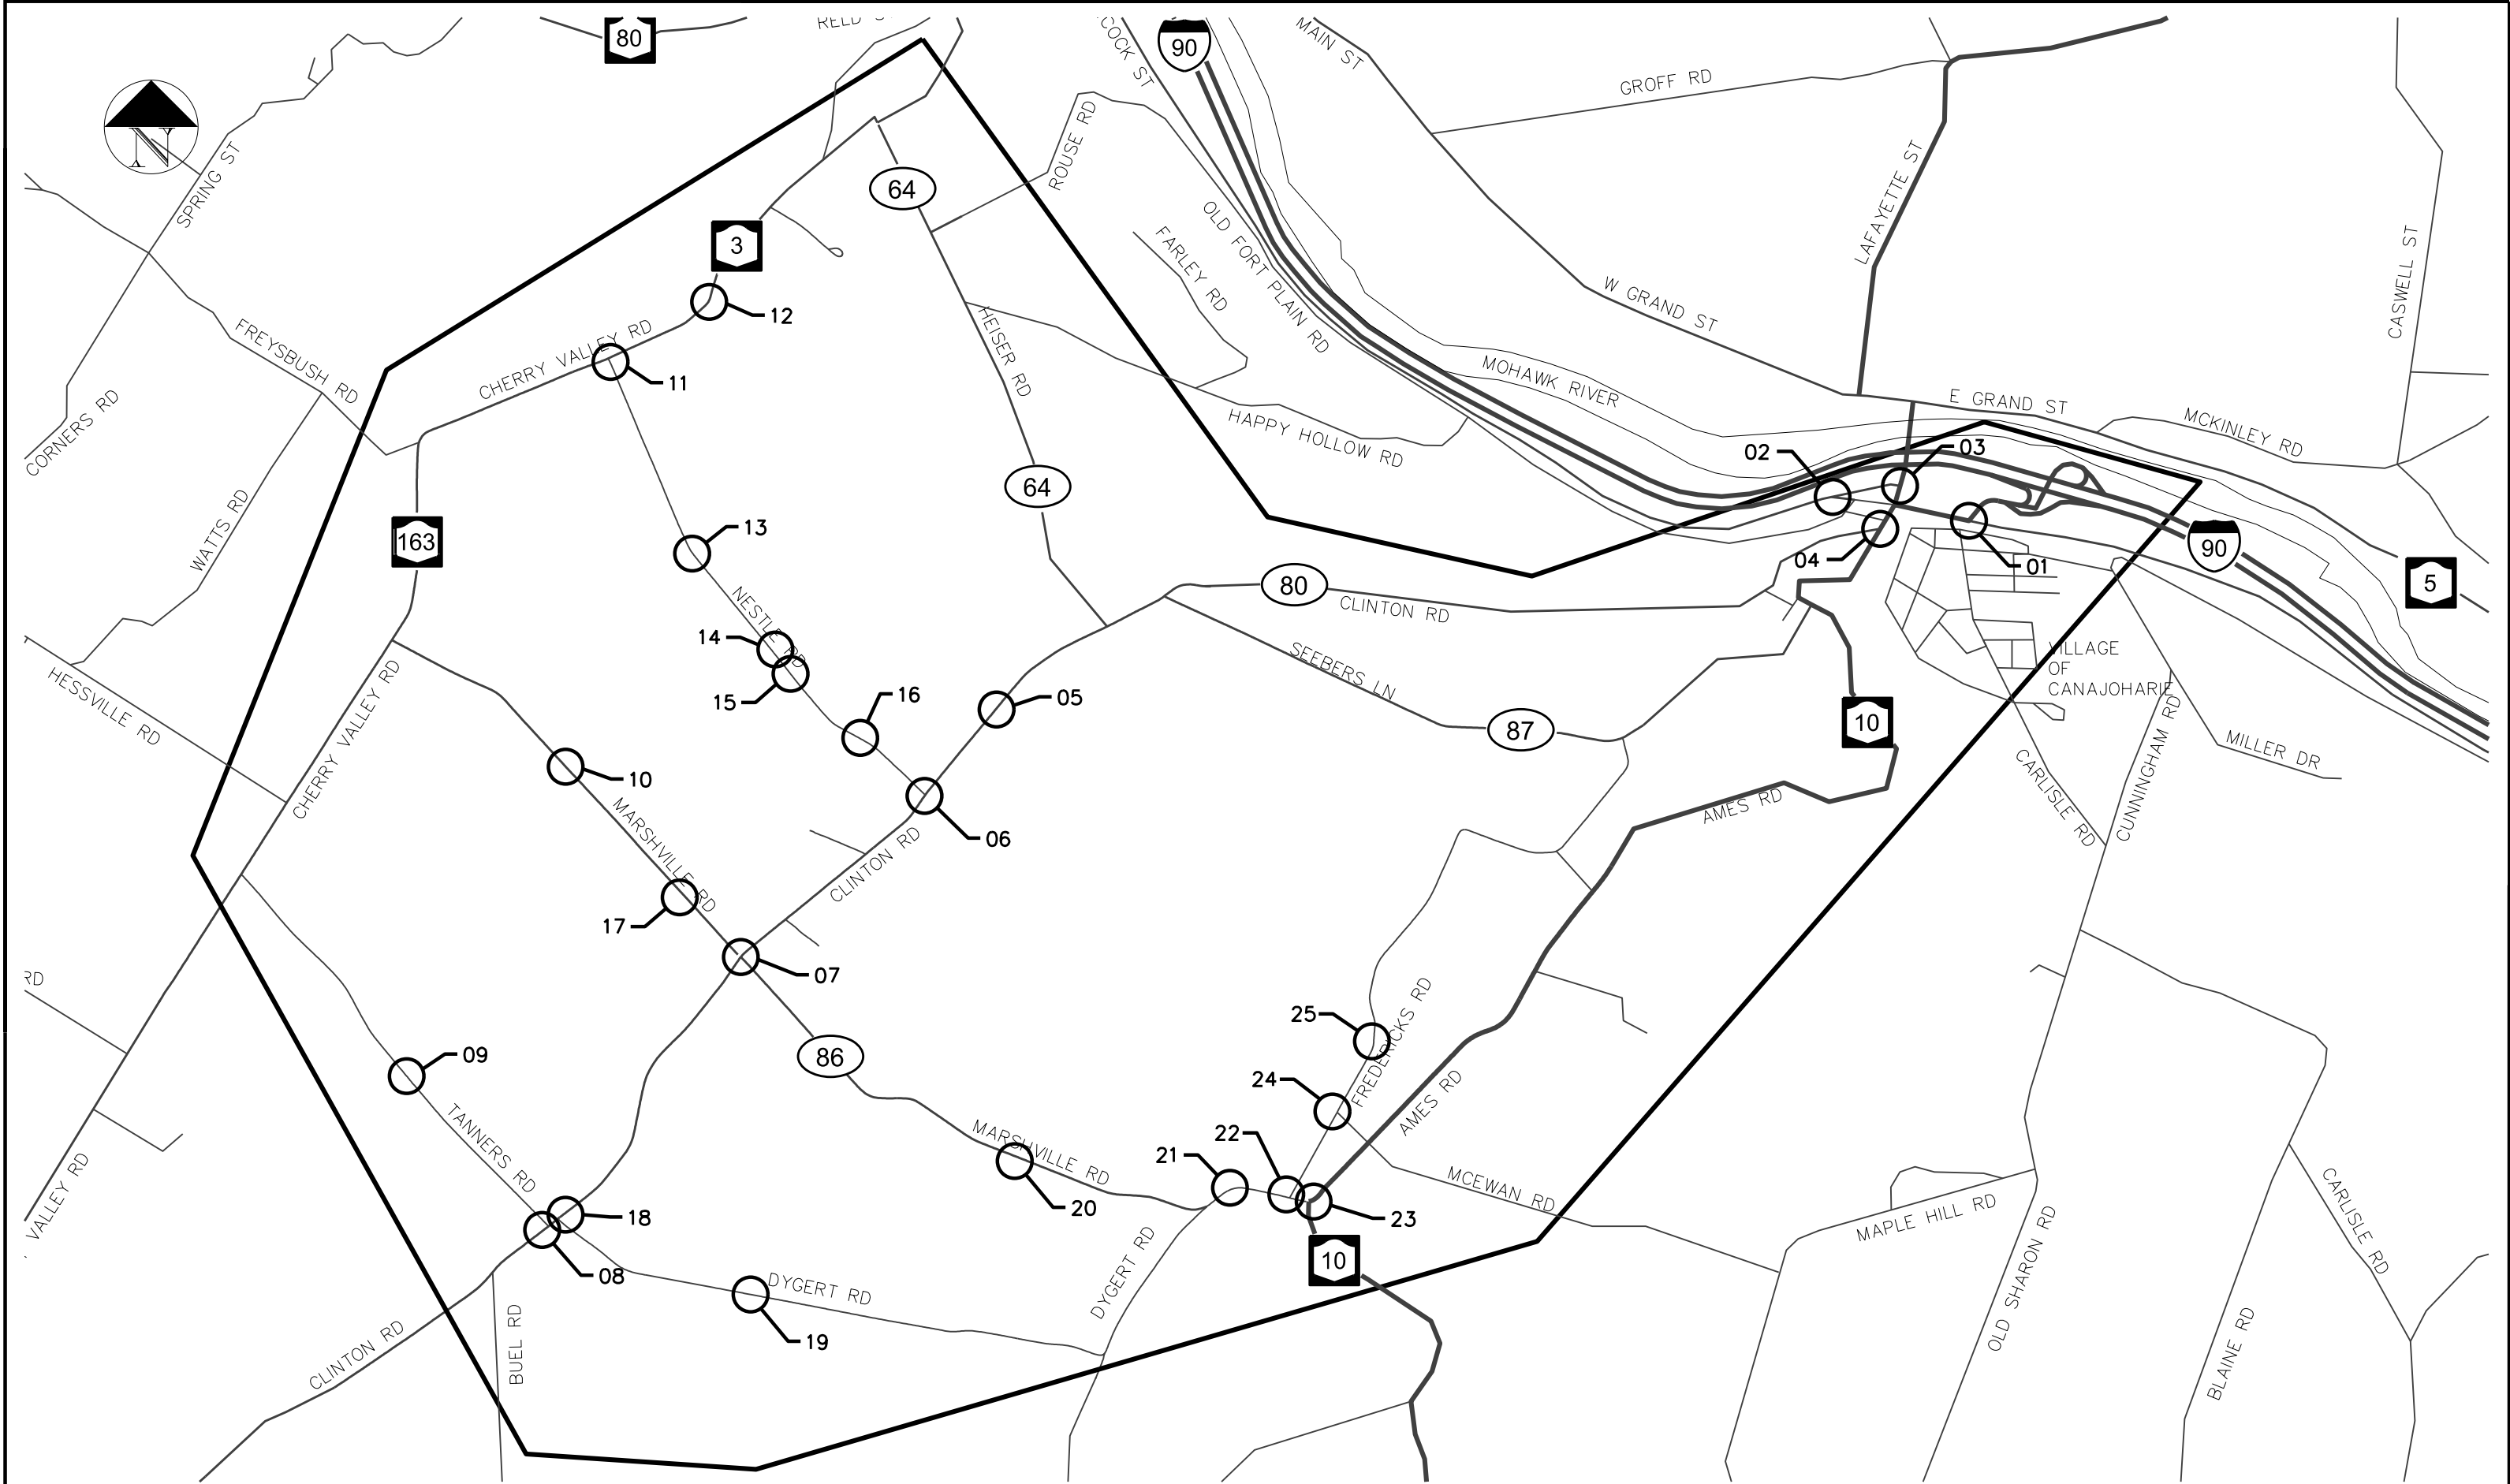 80
90
MAIN ST
GROFF RD
SPRING ST
ROUSE RD
64
3
LAFAYETTE ST
OLD FORT PLAIN RD
FARLEY RD
W GRAND ST
CASWELL ST
12
CHERRY VALLEY RD
FREYSBUSH RD
HEISER RD
11
MOHAWK RIVER
E GRAND ST
MCKINLEY RD
HAPPY HOLLOW RD
CORNERS RD
02
03
64
WATTS RD
13
163
04
01
90
5
80
CLINTON RD
NESTLE RD
14
15
16
05
SEEBERS LN
VILLAGE
OF
CANAJOHARIE
HESSVILLE RD
CHERRY VALLEY RD
87
10
MILLER DR
CARLISLE RD
CUNNINGHAM RD
10
MARSHVILLE RD
AMES RD
06
CLINTON RD
17
07
RD
86
25
FREDERICKS RD
24
AMES RD
09
TANNERS RD
MARSHVILLE RD
20
21
22
23
MCEWAN RD
VALLEY RD
18
08
10
MAPLE HILL RD
OLD SHARON RD
CARLISLE RD
DYGERT RD
DYGERT RD
19
CLINTON RD
BUEL RD
BLAINE RD